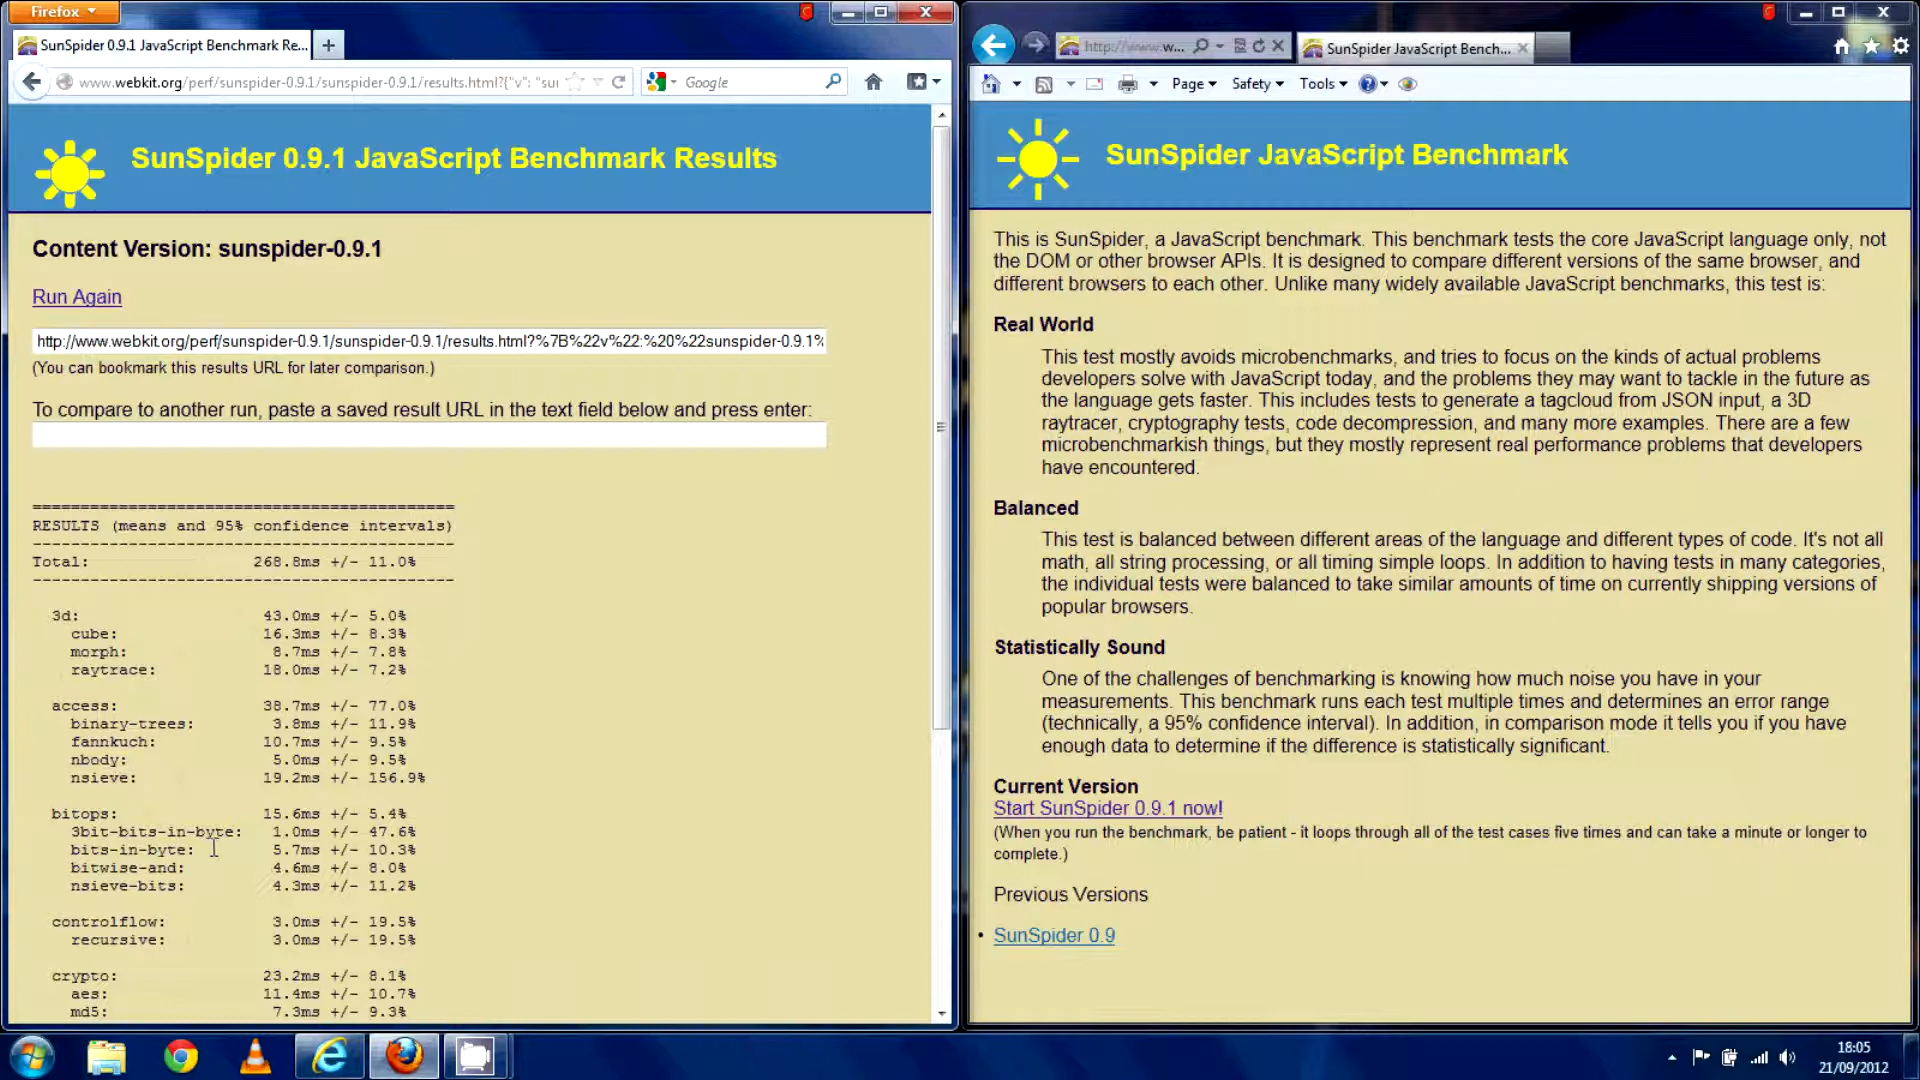 Firefox
SunSpider 0.9.1 JavaScript Benchmark Re...
www.webkit.org/perf/sunspider-0.9.1/sunspider-0.9.1/results.html?{"v": "sun
Google
SunSpider 0.9.1 JavaScript Benchmark Results
Content Version: sunspider-0.9.1
Run Again
http://www.webkit.org/perf/sunspider-0.9.1/sunspider-0.9.1/results.html?%7B%22v%22:%20%22sunspider-0.9.1%
(You can bookmark this results URL for later comparison.)
To compare to another run, paste a saved result URL in the text field below and press enter:
============================================
RESULTS (means and 95% confidence intervals)
--------------------------------------------
Total: 268.8ms +/- 11.0%
--------------------------------------------
3d: 43.0ms +/- 5.0%
cube: 16.3ms +/- 8.3%
morph: 8.7ms +/- 7.8%
raytrace: 18.0ms +/- 7.2%
access: 38.7ms +/- 77.0%
binary-trees: 3.8ms +/- 11.9%
fannkuch: 10.7ms +/- 9.5%
nbody: 5.0ms +/- 9.5%
nsieve: 19.2ms +/- 156.9%
bitops: 15.6ms +/- 5.4%
3bit-bits-in-byte: 1.0ms +/- 47.6%
bits-in-byte: 5.7ms +/- 10.3%
bitwise-and: 4.6ms +/- 8.0%
nsieve-bits: 4.3ms +/- 11.2%
controlflow: 3.0ms +/- 19.5%
recursive: 3.0ms +/- 19.5%
crypto: 23.2ms +/- 8.1%
aes: 11.4ms +/- 10.7%
md5: 7.3ms +/- 9.3%
http://www.w...
SunSpider JavaScript Bench...
Page Safety Tools
SunSpider JavaScript Benchmark
This is SunSpider, a JavaScript benchmark. This benchmark tests the core JavaScript language only, not
the DOM or other browser APIs. It is designed to compare different versions of the same browser, and
different browsers to each other. Unlike many widely available JavaScript benchmarks, this test is:
Real World
This test mostly avoids microbenchmarks, and tries to focus on the kinds of actual problems
developers solve with JavaScript today, and the problems they may want to tackle in the future as
the language gets faster. This includes tests to generate a tagcloud from JSON input, a 3D
raytracer, cryptography tests, code decompression, and many more examples. There are a few
microbenchmarkish things, but they mostly represent real performance problems that developers
have encountered.
Balanced
This test is balanced between different areas of the language and different types of code. It's not all
math, all string processing, or all timing simple loops. In addition to having tests in many categories,
the individual tests were balanced to take similar amounts of time on currently shipping versions of
popular browsers.
Statistically Sound
One of the challenges of benchmarking is knowing how much noise you have in your
measurements. This benchmark runs each test multiple times and determines an error range
(technically, a 95% confidence interval). In addition, in comparison mode it tells you if you have
enough data to determine if the difference is statistically significant.
Current Version
Start SunSpider 0.9.1 now!
(When you run the benchmark, be patient - it loops through all of the test cases five times and can take a minute or longer to
complete.)
Previous Versions
• SunSpider 0.9
18:05
21/09/2012